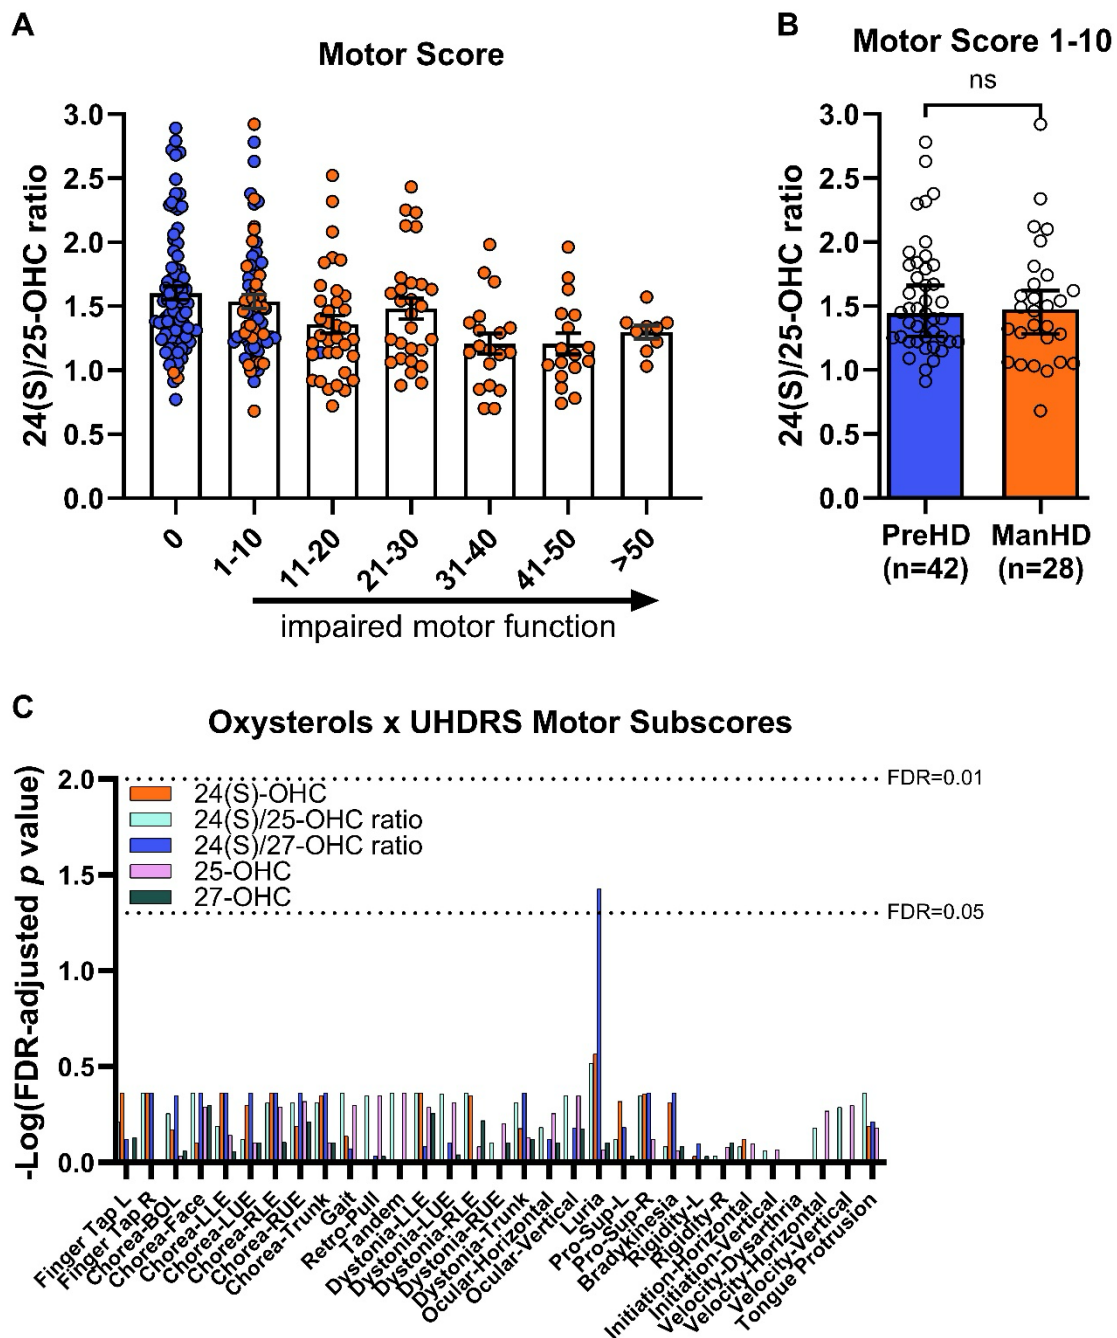 A
Motor Score
24(S)/25-OHC ratio
3.0
2.5
2.0
1.5
1.0
0.5
0.0
0
1-10
11-20
21-30
31-40
41-50
>50
impaired motor function
B
Motor Score 1-10
ns
24(S)/25-OHC ratio
3.0
2.5
2.0
1.5
1.0
0.5
0.0
PreHD
(n=42)
ManHD
(n=28)
C
Oxysterols x UHDRS Motor Subscores
-Log(FDR-adjusted p value)
2.0
1.5
1.0
0.5
0.0
FDR=0.01
FDR=0.05
24(S)-OHC
24(S)/25-OHC ratio
24(S)/27-OHC ratio
25-OHC
27-OHC
Finger Tap L
Finger Tap R
Chorea-BOL
Chorea-Face
Chorea-LLE
Chorea-LUE
Chorea-RLE
Chorea-RUE
Chorea-Trunk
Gait
Retro-Pull
Tandem
Dystonia-LLE
Dystonia-LUE
Dystonia-RLE
Dystonia-RUE
Dystonia-Trunk
Ocular-Horizontal
Ocular-Vertical
Luria
Pro-Sup-L
Pro-Sup-R
Bradykinesia
Rigidity-L
Rigidity-R
Initiation-Horizontal
Initiation-Vertical
Velocity-Dysarthria
Velocity-Horizontal
Velocity-Vertical
Tongue Protrusion